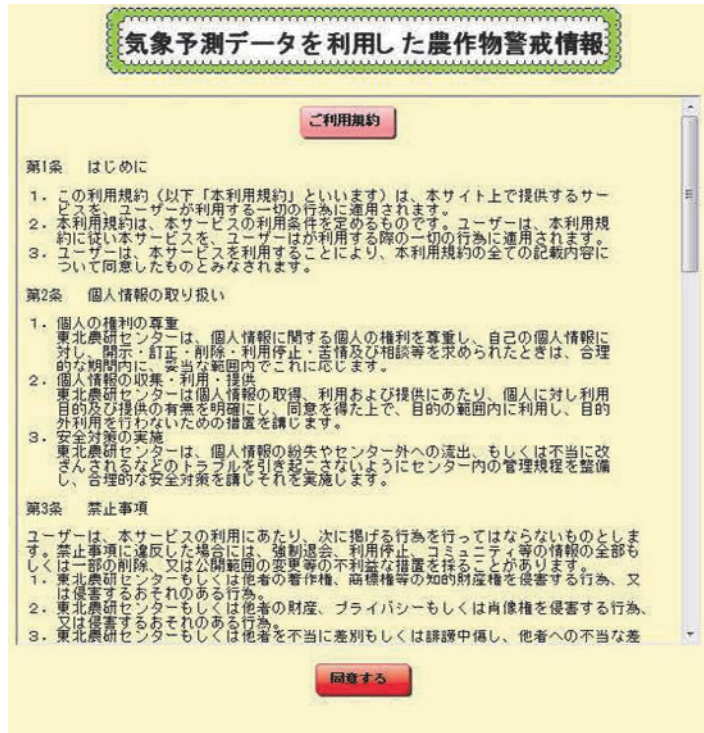 気象予測データを利用した農作物警戒情報
ご利用規約
第1条　はじめに
1. この利用規約（以下「本利用規約」といいます）は、本サイト上で提供するサー
ビスを、ユーザーが利用する一切の行為に適用されます。
2. 本利用規約は、本サービスの利用条件を定めるものです。ユーザーは、本利用規
約に従い本サービスを、ユーザーはが利用する際の一切の行為に適用されます。
3. ユーザーは、本サービスを利用することにより、本利用規約の全ての記載内容に
ついて同意したものとみなされます。
第2条　個人情報の取り扱い
1. 個人の権利の尊重
東北農研センターは、個人情報に関する個人の権利を尊重し、自己の個人情報に
対し、開示・訂正・削除・利用停止・苦情及び相談等を求められたときは、合理
的な期間内に、妥当な範囲内でこれに応じます。
2. 個人情報の収集・利用・提供
東北農研センターは個人情報の取得、利用および提供にあたり、個人に対し利用
目的及び提供の有無を明確にし、同意を得た上で、目的の範囲内に利用し、目的
外利用を行わないための措置を講じます。
3. 安全対策の実施
東北農研センターは、個人情報の紛失やセンター外への流出、もしくは不当に改
ざんされるなどのトラブルを引き起こさないようにセンター内の管理規程を整備
し、合理的な安全対策を講じそれを実施します。
第3条　禁止事項
ユーザーは、本サービスの利用にあたり、次に掲げる行為を行ってはならないものとしま
す。禁止事項に違反した場合には、強制退会、利用停止、コミュニティ等の情報の全部も
しくは一部の削除、又は公開範囲の変更等の不利益な措置を採ることがあります。
1. 東北農研センターもしくは他者の著作権、商標権等の知的財産権を侵害する行為、又
は侵害するおそれのある行為。
2. 東北農研センターもしくは他者の財産、プライバシーもしくは肖像権を侵害する行為、
又は侵害するおそれのある行為。
3. 東北農研センターもしくは他者を不当に差別もしくは誹謗中傷し、他者への不当な差
同意する